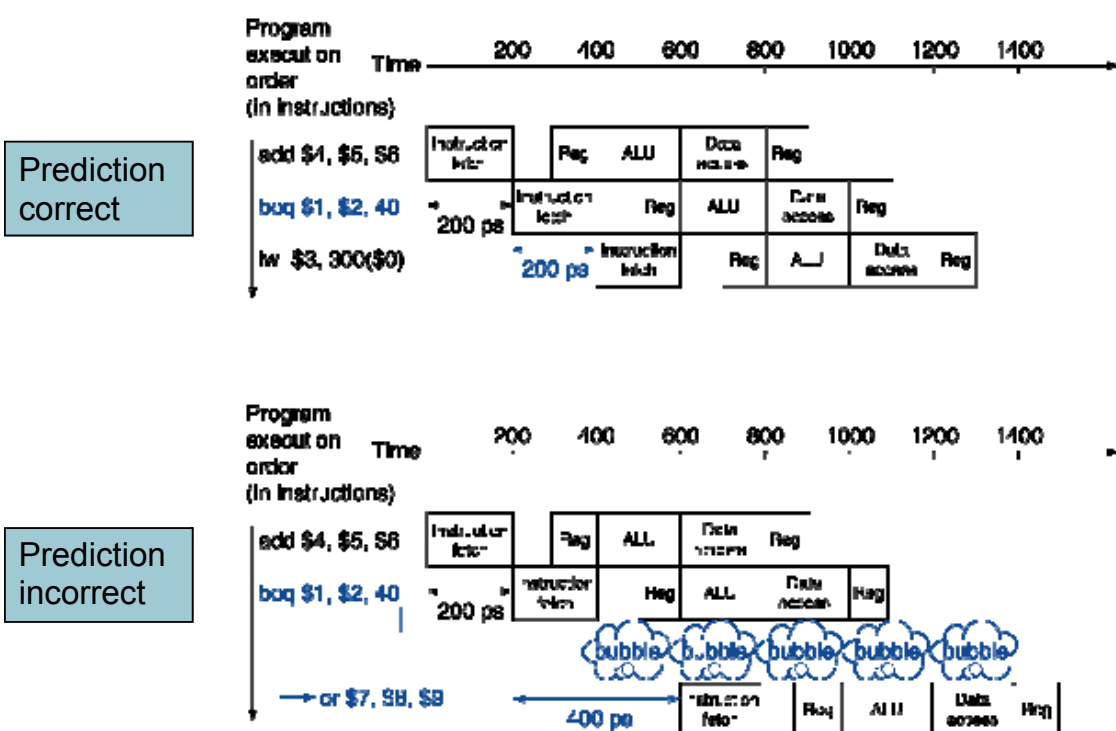 Program
execution
order
(in instructions)
Time
200 400 600 800 1000 1200 1400
Prediction
correct
add $4, $5, $6
Instruction
fetch
Reg
ALU
Data
access
Reg
beq $1, $2, 40
200 ps
Instruction
fetch
Reg
ALU
Data
access
Reg
lw $3, 300($0)
200 ps
Instruction
fetch
Reg
ALU
Data
access
Reg
Program
execution
order
(in instructions)
Time
200 400 600 800 1000 1200 1400
Prediction
incorrect
add $4, $5, $6
Instruction
fetch
Reg
ALU
Data
access
Reg
beq $1, $2, 40
200 ps
Instruction
fetch
Reg
ALU
Data
access
Reg
bubble bubble bubble bubble bubble
or $7, $8, $9
400 ps
Instruction
fetch
Reg
ALU
Data
access
Reg